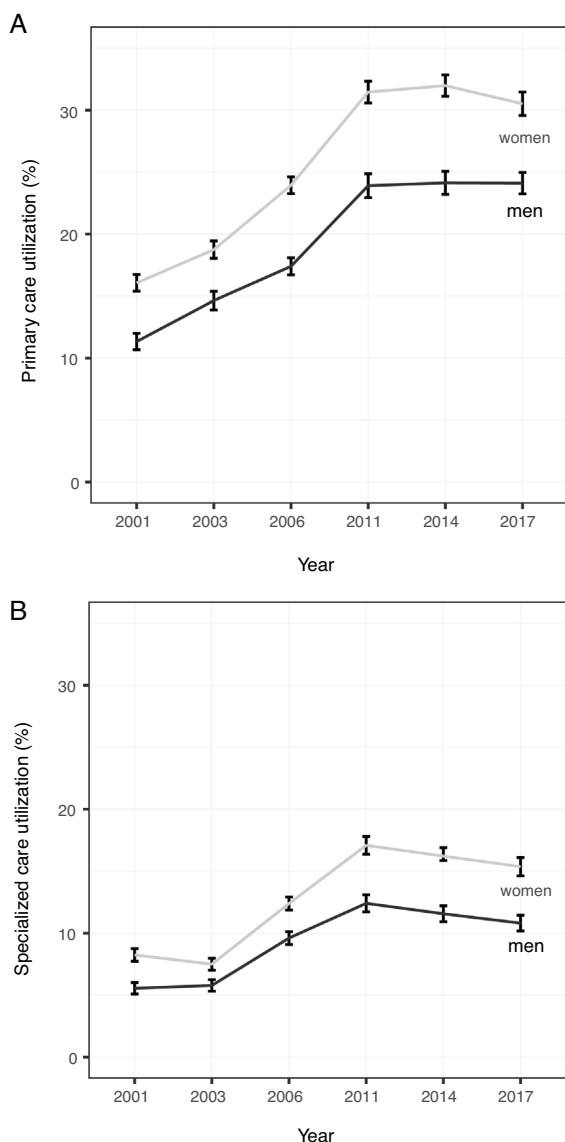 A
Primary care utilization (%)
30
20
10
0
women
men
2001 2003 2006 2011 2014 2017
Year
B
Specialized care utilization (%)
30
20
10
0
women
men
2001 2003 2006 2011 2014 2017
Year